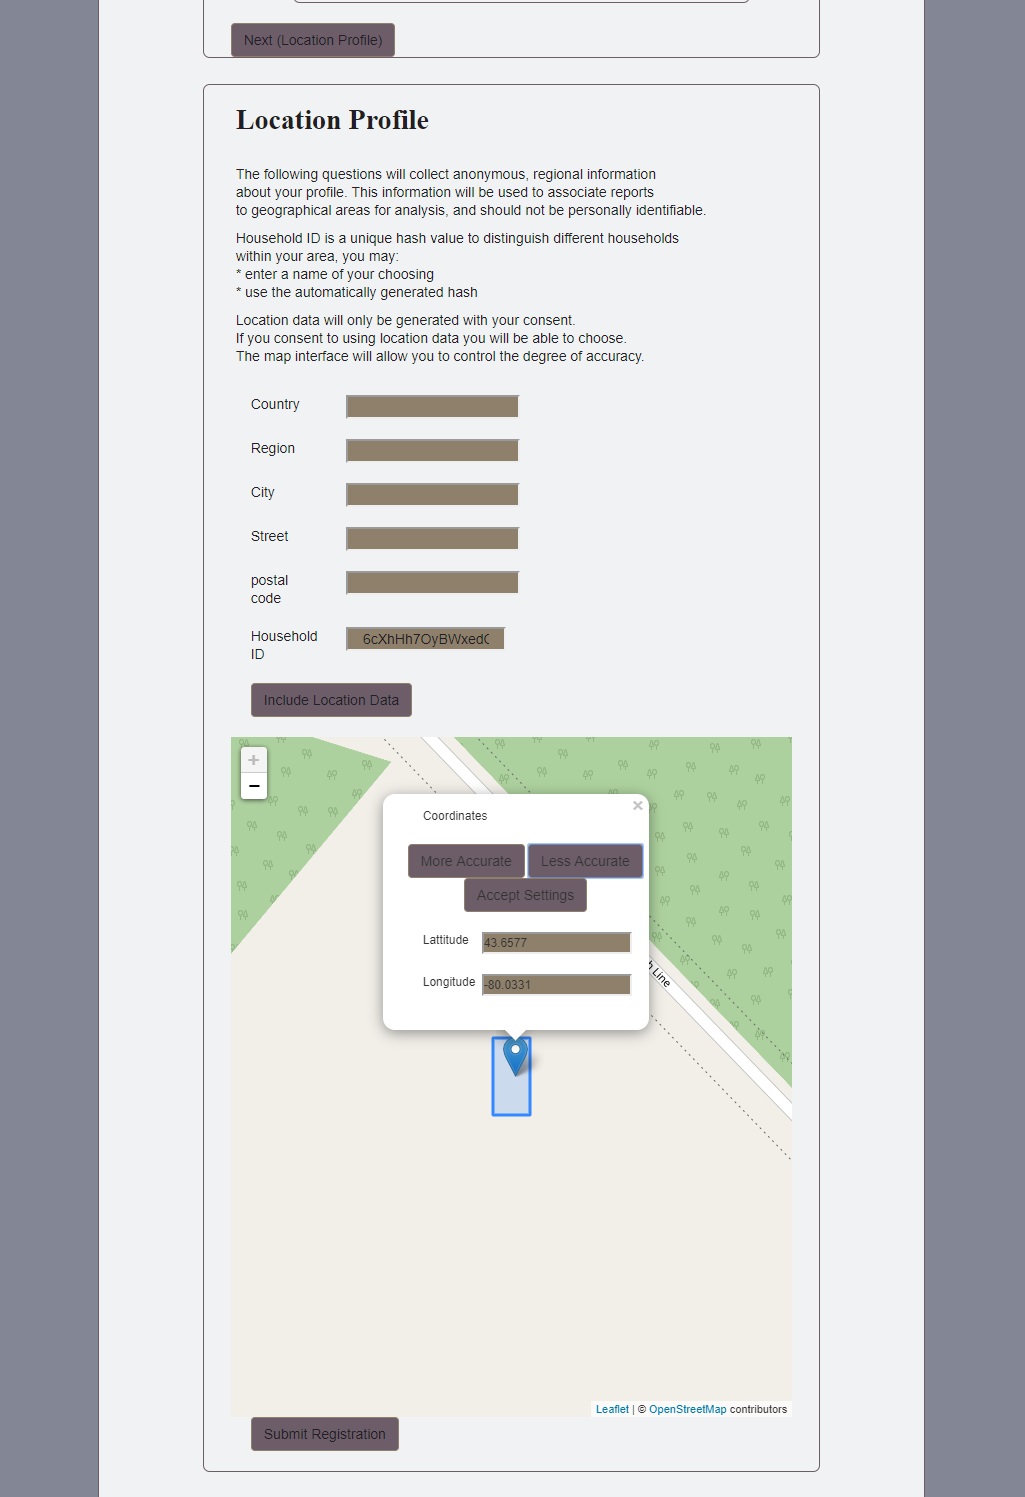 Next (Location Profile)
Location Profile
The following questions will collect anonymous, regional information
about your profile. This information will be used to associate reports
to geographical areas for analysis, and should not be personally identifiable.
Household ID is a unique hash value to distinguish different households
within your area, you may:
* enter a name of your choosing
* use the automatically generated hash
Location data will only be generated with your consent.
If you consent to using location data you will be able to choose.
The map interface will allow you to control the degree of accuracy.
Country
Region
City
Street
postal
code
Household
ID
6cXhHh7OyBWxed
Include Location Data
+
−
×
Coordinates
More Accurate
Less Accurate
Accept Settings
Lattitude
43.6577
Longitude
-80.0331
Line
Leaflet | © OpenStreetMap contributors
Submit Registration